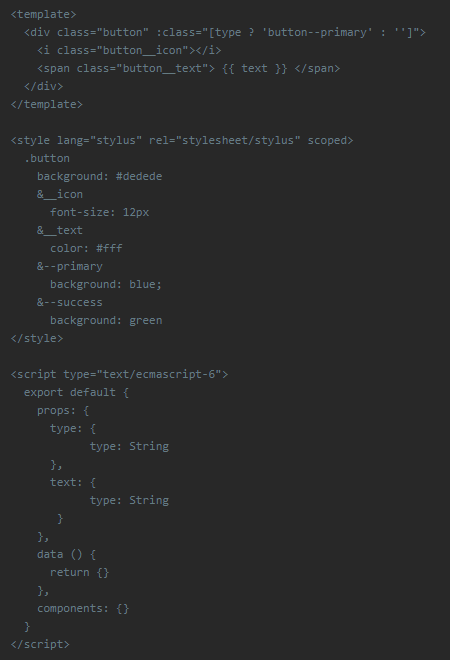 <template>
  <div class="button" :class="[type ? 'button--primary' : '']">
    <i class="button__icon"></i>
    <span class="button__text"> {{ text }} </span>
  </div>
</template>

<style lang="stylus" rel="stylesheet/stylus" scoped>
  .button
    background: #dedede
    &__icon
      font-size: 12px
    &__text
      color: #fff
    &--primary
      background: blue;
    &--success
      background: green
</style>

<script type="text/ecmascript-6">
  export default {
    props: {
      type: {
            type: String
      },
      text: {
            type: String
       }
    },
    data () {
      return {}
    },
    components: {}
  }
</script>